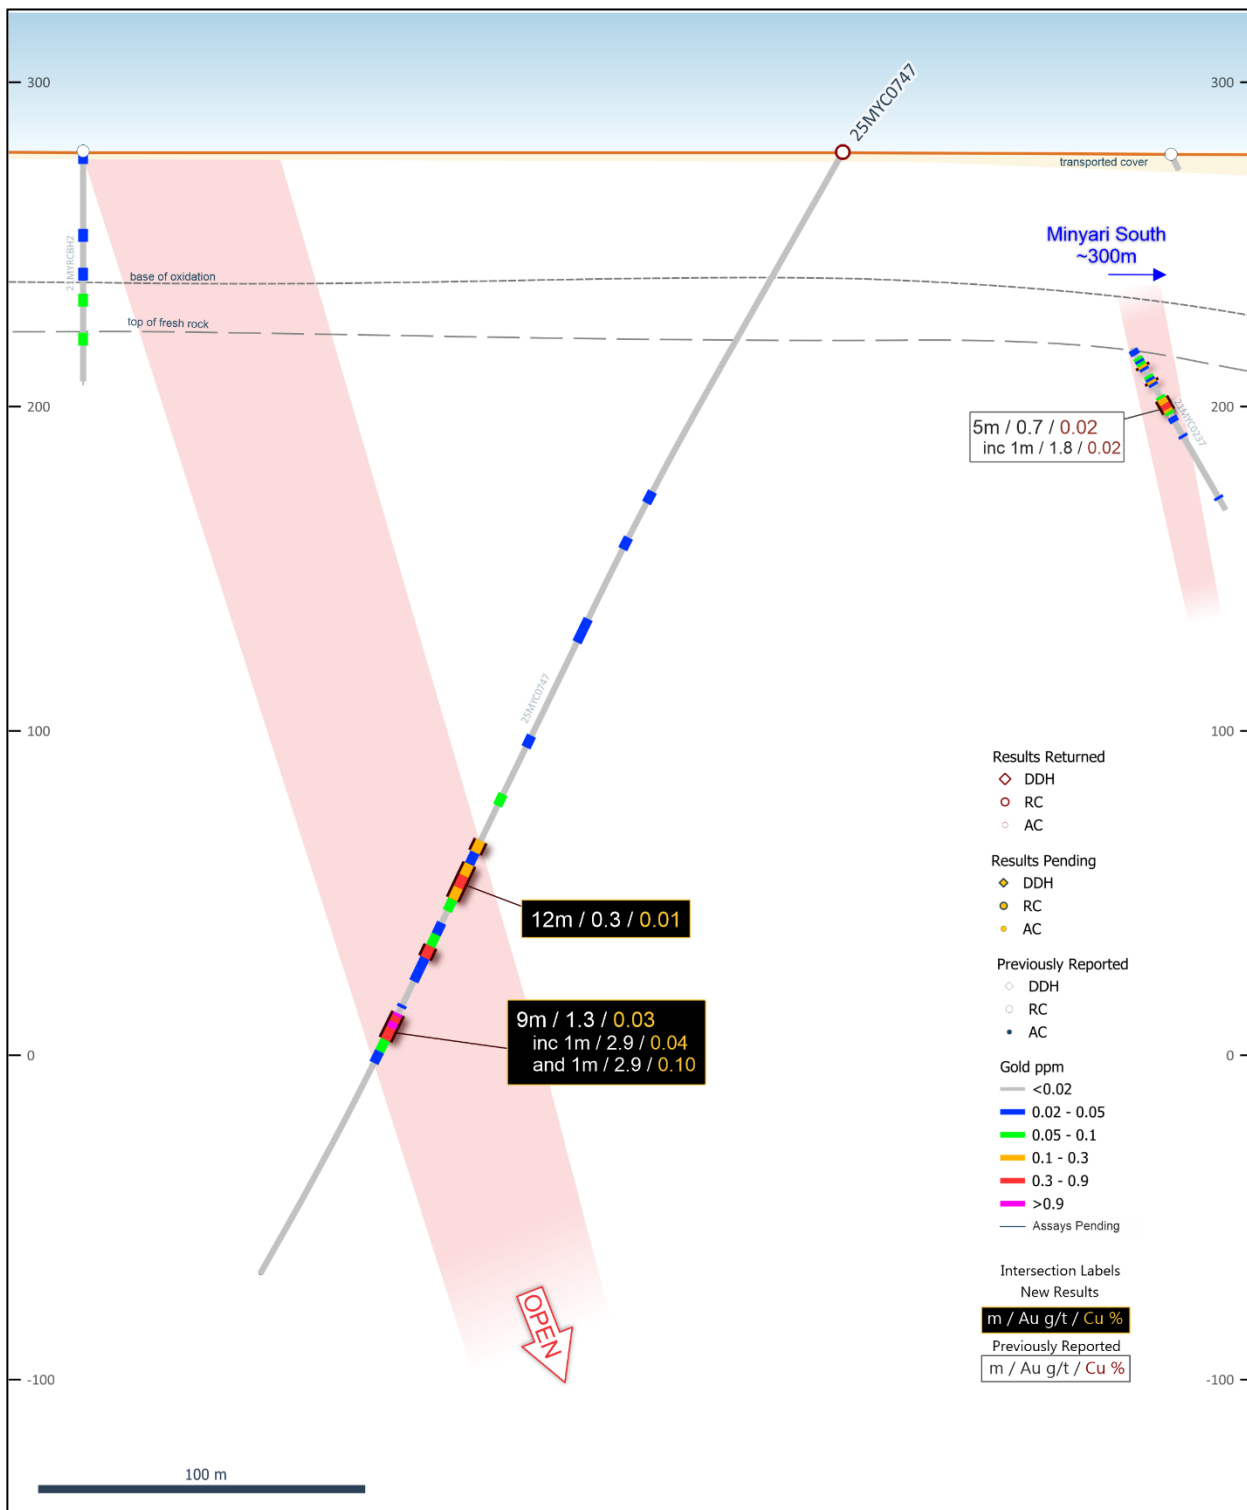 300
300
25MYC0747
transported cover
Minyari South
~300m
21MYRCBH2
base of oxidation
top of fresh rock
200
200
21MYC0237
5m / 0.7 / 0.02
inc 1m / 1.8 / 0.02
25MYC0747
100
100
12m / 0.3 / 0.01
9m / 1.3 / 0.03
inc 1m / 2.9 / 0.04
and 1m / 2.9 / 0.10
0
0
OPEN
-100
-100
100 m
Results Returned
DDH
RC
AC
Results Pending
DDH
RC
AC
Previously Reported
DDH
RC
AC
Gold ppm
<0.02
0.02 - 0.05
0.05 - 0.1
0.1 - 0.3
0.3 - 0.9
>0.9
Assays Pending
Intersection Labels
New Results
m / Au g/t / Cu %
Previously Reported
m / Au g/t / Cu %